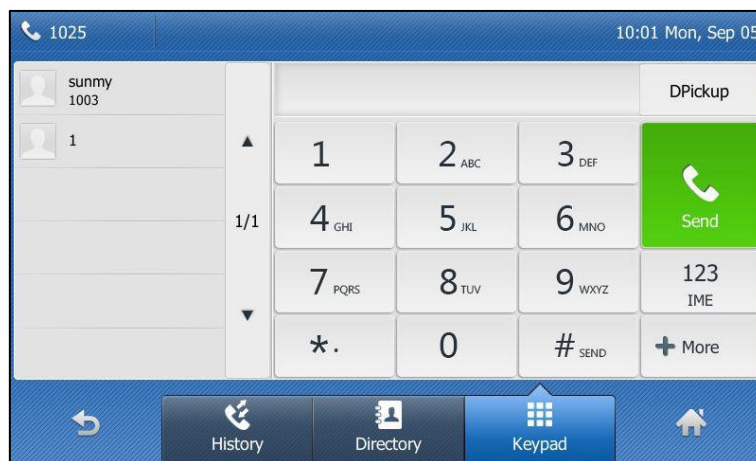 1025
10:01 Mon, Sep 05
sunmy
1003
1
1/1
DPickup
1
2 ABC
3 DEF
Send
4 GHI
5 JKL
6 MNO
7 PQRS
8 TUV
9 WXYZ
123
IME
*.
0
# SEND
More
History
Directory
Keypad